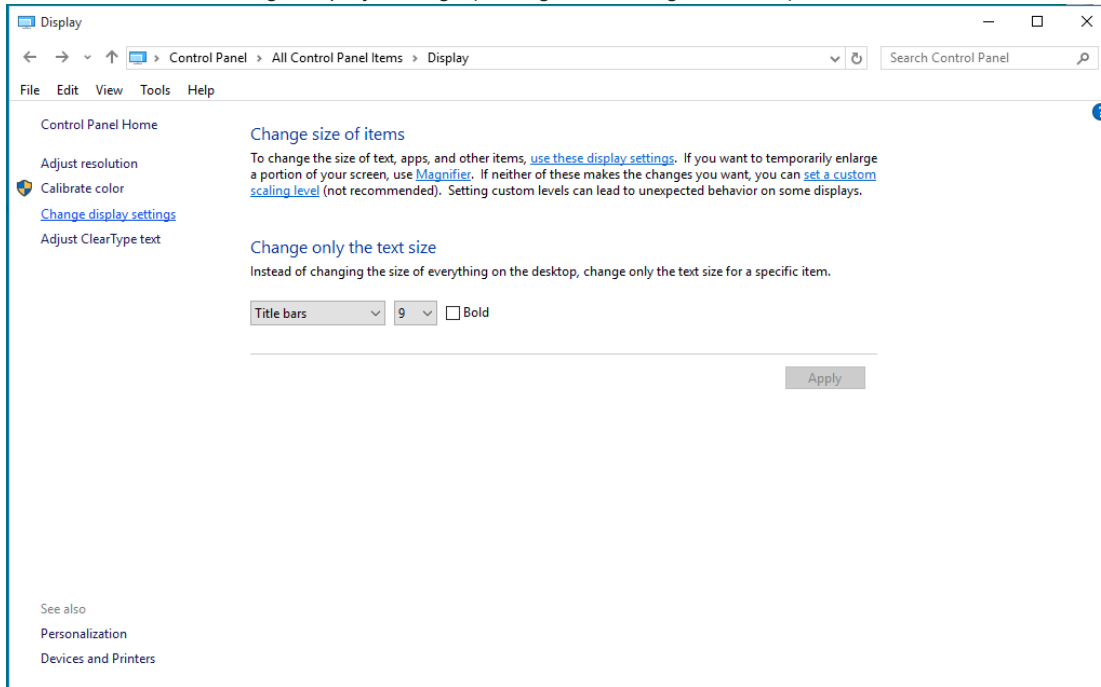 Display
Control Panel > All Control Panel Items > Display
Search Control Panel
File Edit View Tools Help
Control Panel Home
Adjust resolution
Calibrate color
Change display settings
Adjust ClearType text
Change size of items
To change the size of text, apps, and other items, use these display settings. If you want to temporarily enlarge
a portion of your screen, use Magnifier. If neither of these makes the changes you want, you can set a custom
scaling level (not recommended). Setting custom levels can lead to unexpected behavior on some displays.
Change only the text size
Instead of changing the size of everything on the desktop, change only the text size for a specific item.
Title bars 9 Bold
Apply
See also
Personalization
Devices and Printers